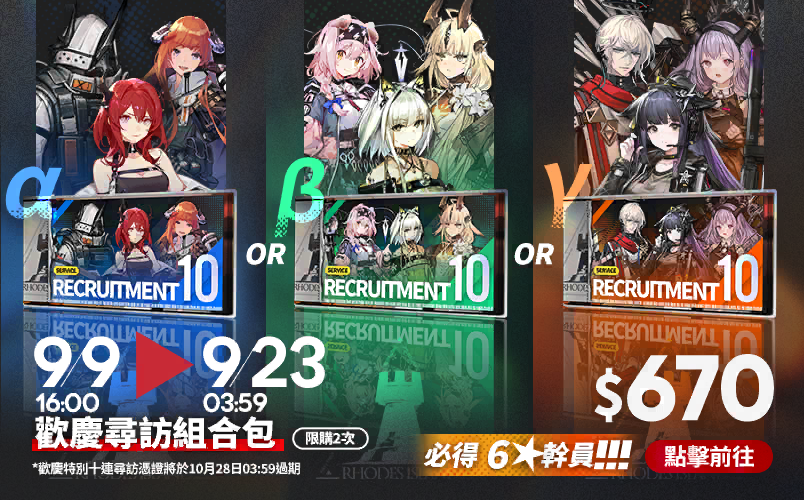 α
β
γ
SERVICE
RECRUITMENT 10
OR
SERVICE
RECRUITMENT 10
OR
SERVICE
RECRUITMENT 10
9/9 9/23
16:00 03:59
歡慶尋訪組合包 限購2次
*歡慶特別十連尋訪憑證將於10月28日03:59過期
$670
必得 6★幹員!!!
點擊前往
RHODES ISLAND